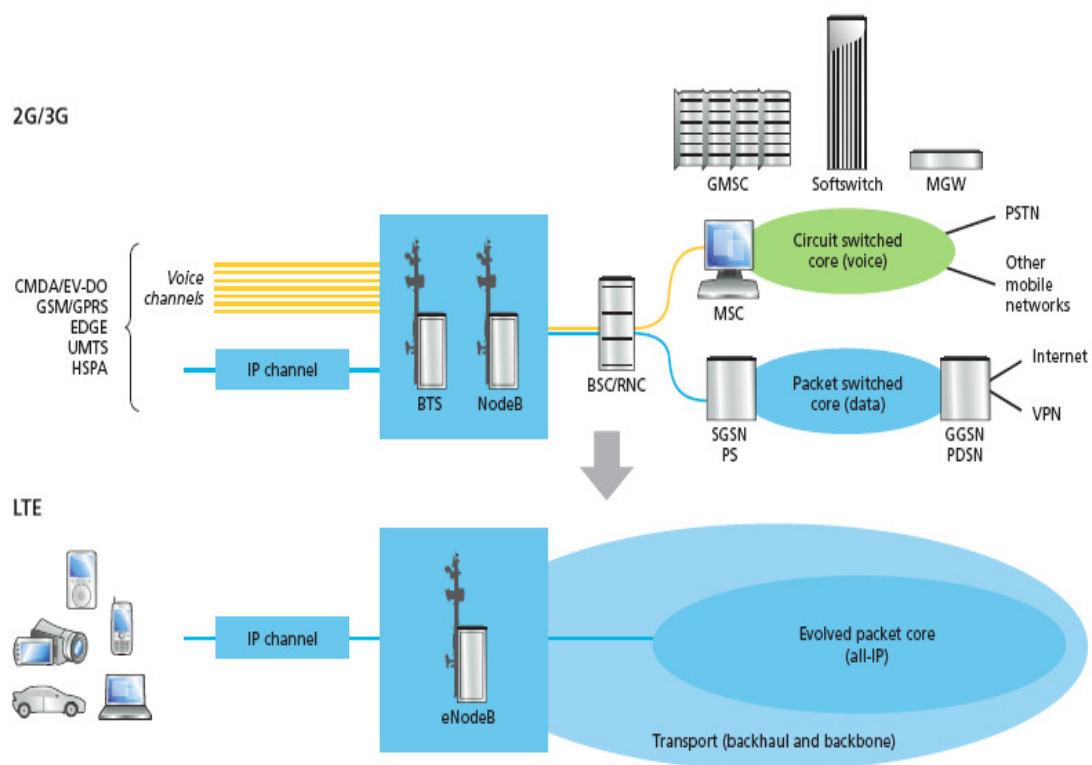 2G/3G
GMSC
Softswitch
MGW
CMDA/EV-DO
GSM/GPRS
EDGE
UMTS
HSPA
Voice
channels
IP channel
BTS
NodeB
BSC/RNC
MSC
Circuit switched
core (voice)
PSTN
Other
mobile
networks
SGSN
PS
Packet switched
core (data)
GGSN
PDSN
Internet
VPN
LTE
IP channel
eNodeB
Evolved packet core
(all-IP)
Transport (backhaul and backbone)